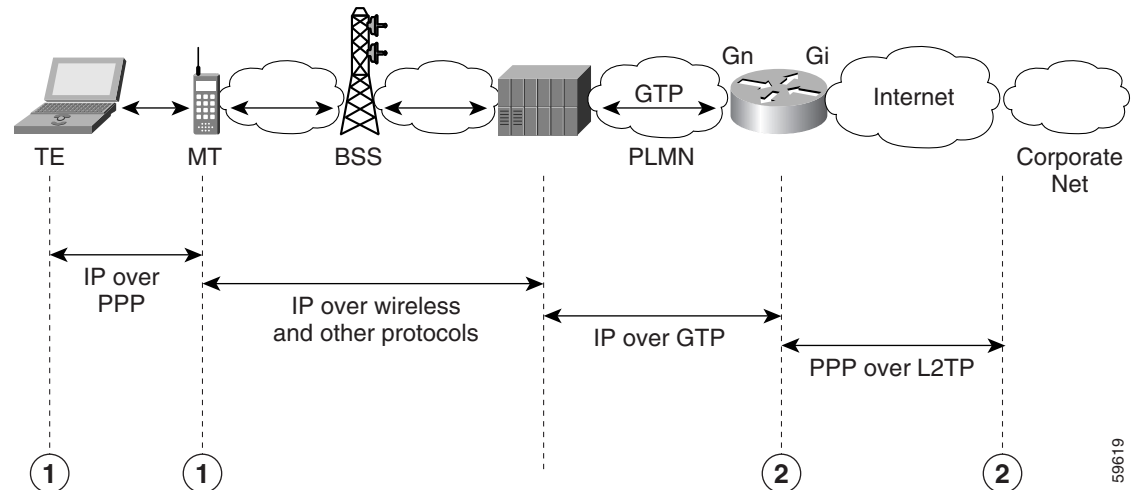 Gn
Gi
GTP
Internet
TE
MT
BSS
PLMN
Corporate
Net
IP over
PPP
IP over wireless
and other protocols
IP over GTP
PPP over L2TP
1
1
2
2
59619